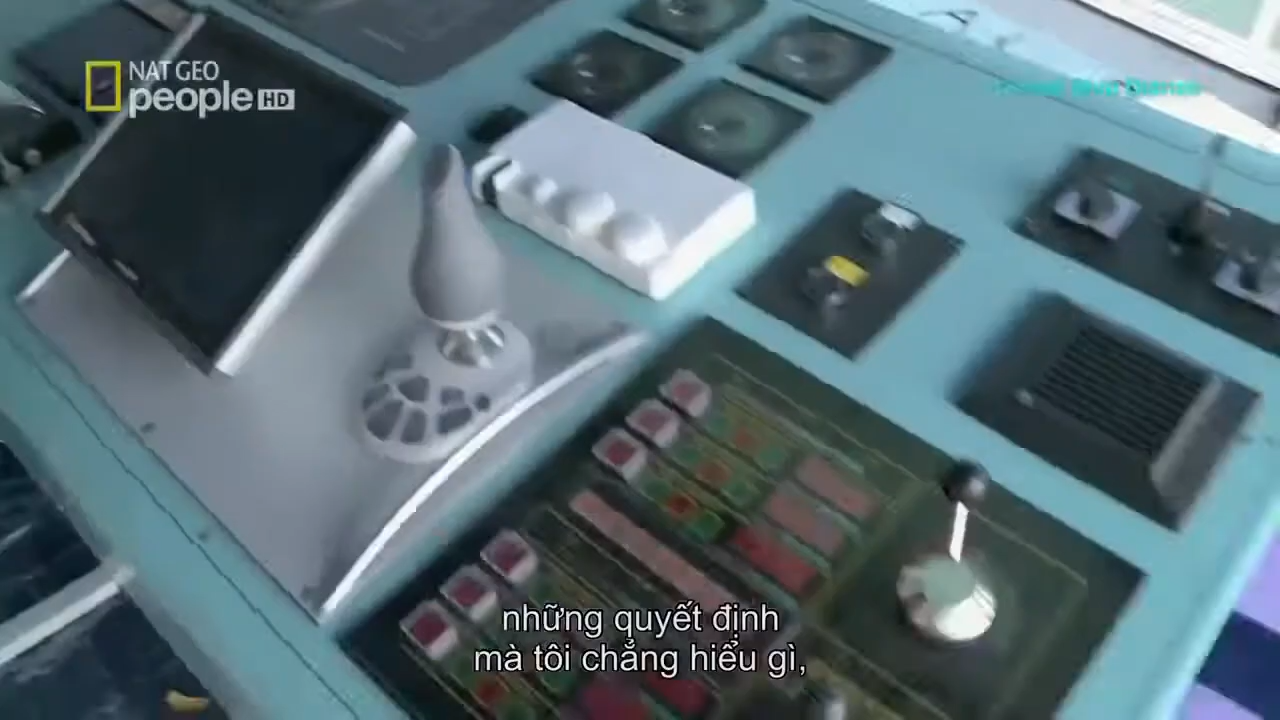 NAT GEO
people HD
những quyết định
mà tôi chẳng hiểu gì,